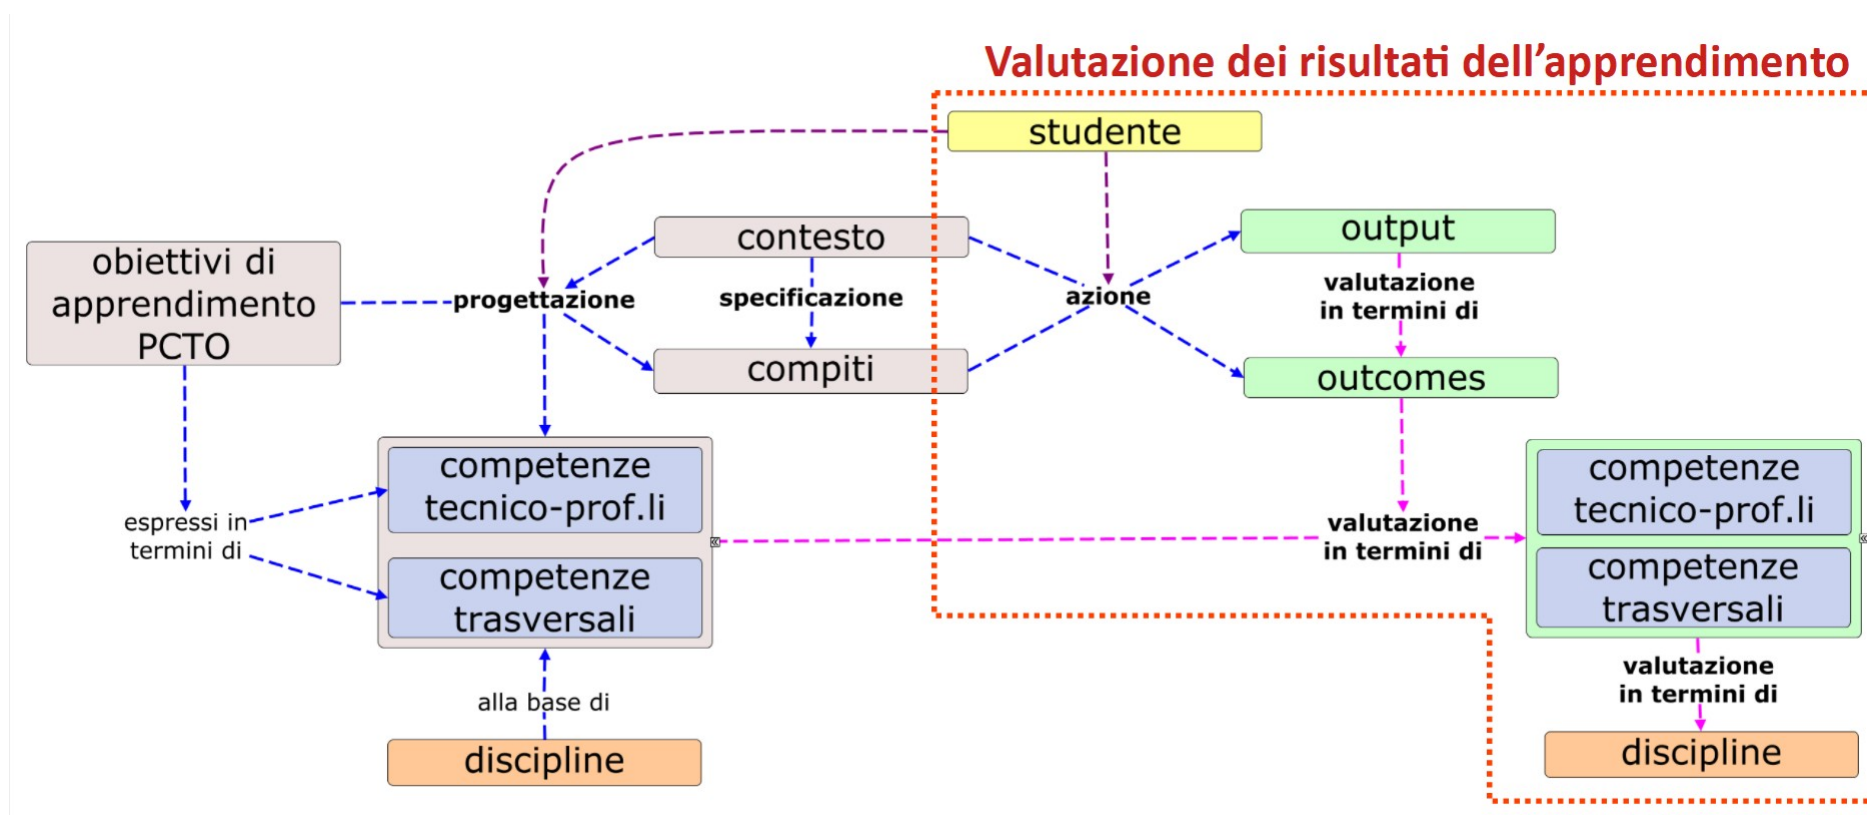 Valutazione dei risultati dell’apprendimento
studente
contesto
output
obiettivi di
apprendimento
PCTO
progettazione
specificazione
azione
valutazione
in termini di
compiti
outcomes
competenze
tecnico-prof.li
competenze
trasversali
espressi in
termini di
valutazione
in termini di
competenze
tecnico-prof.li
competenze
trasversali
alla base di
discipline
valutazione
in termini di
discipline